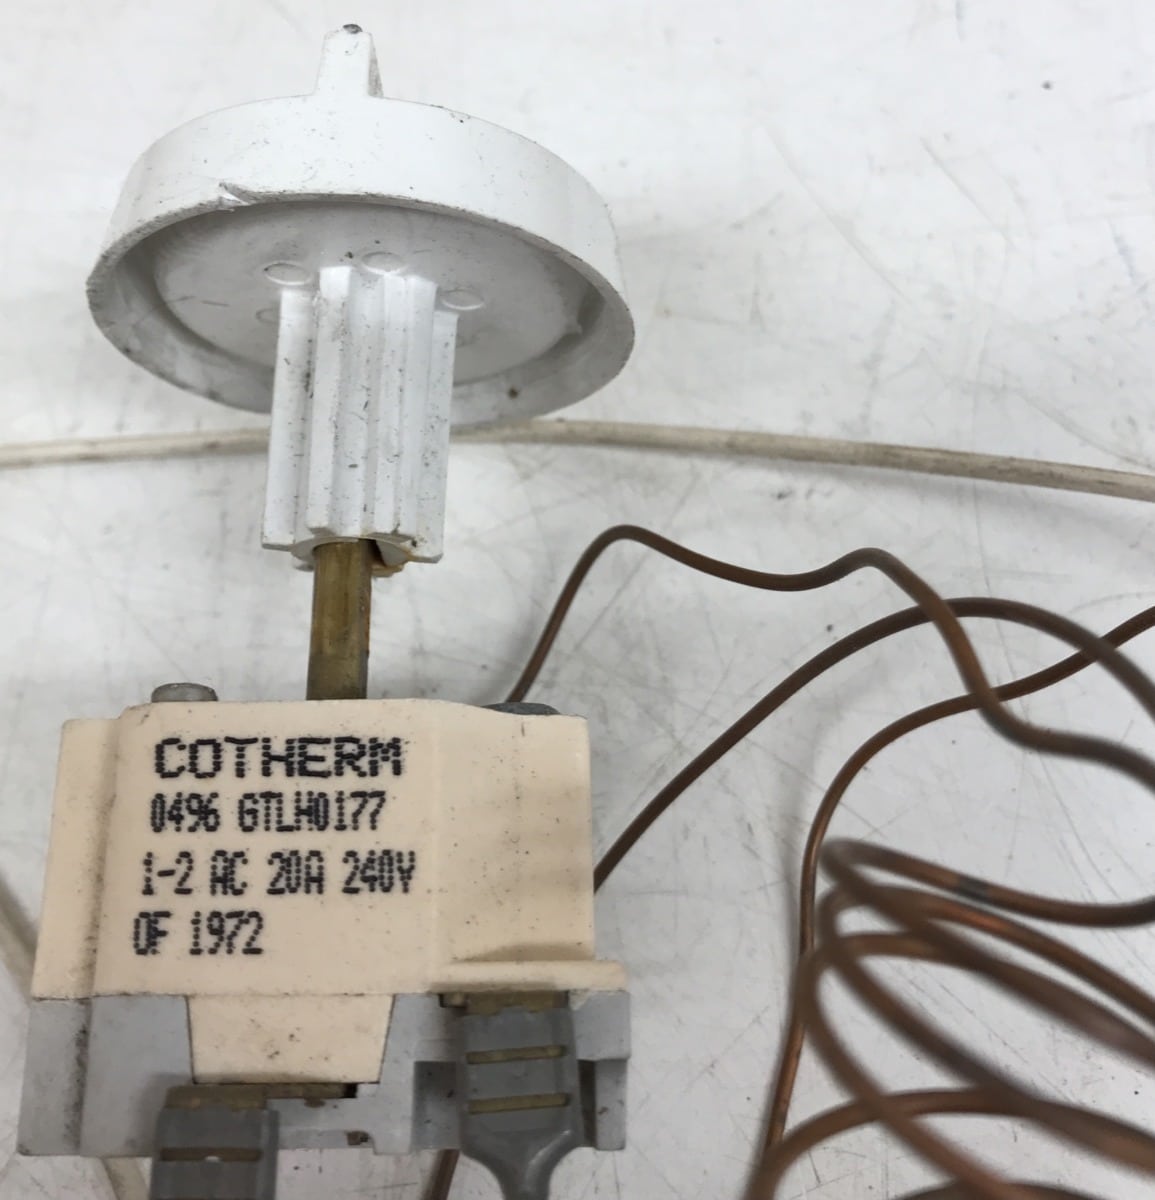 COTHERM
0496 GTLH0177
1-2 AC 20A 240V
OF 1972